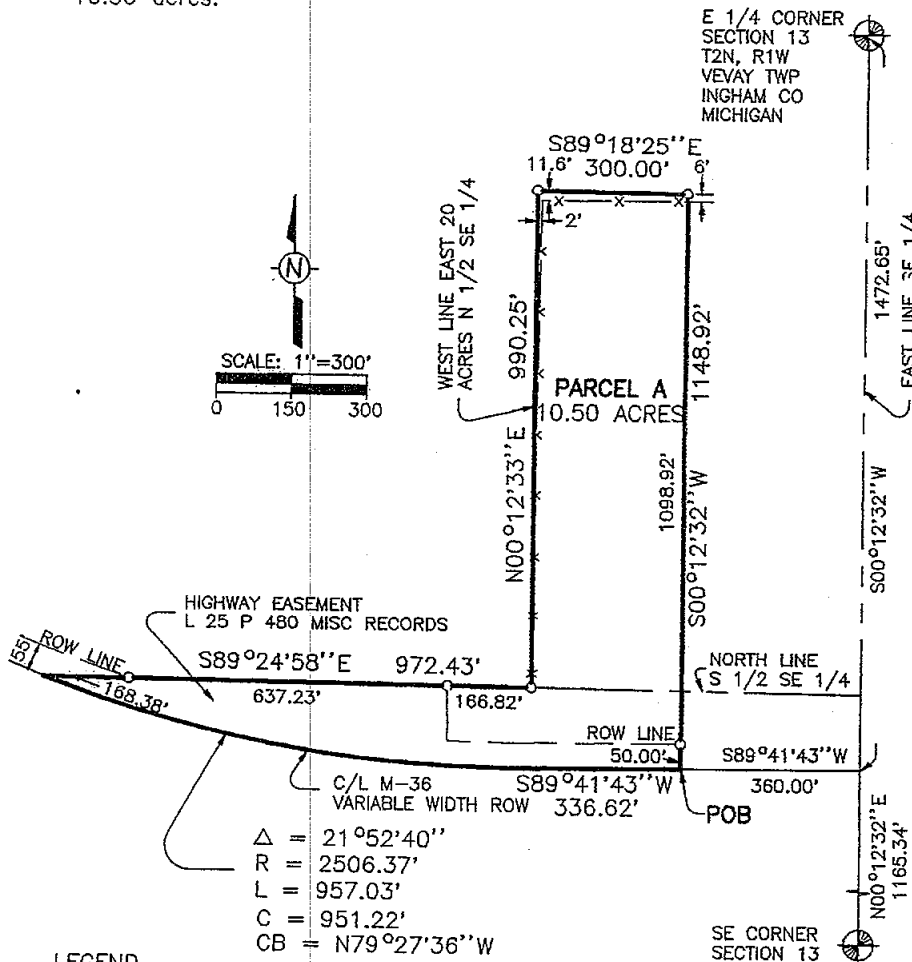 10.50 acres.
E 1/4 CORNER
SECTION 13
T2N, R1W
VEVAY TWP
INGHAM CO
MICHIGAN
S89°18'25''E
11.6' 300.00' 6'
2'
N
SCALE: 1''=300'
0 150 300
WEST LINE EAST 20
ACRES N 1/2 SE 1/4
990.25'
N00°12'33''E
PARCEL A
10.50 ACRES
1148.92'
1098.92'
S00°12'32''W
1472.65'
EAST LINE SE 1/4
S00°12'32''W
HIGHWAY EASEMENT
L 25 P 480 MISC RECORDS
55'
ROW LINE
S89°24'58''E 972.43'
168.38'
637.23'
166.82'
NORTH LINE
S 1/2 SE 1/4
ROW LINE
50.00'
S89°41'43''W
360.00'
C/L M-36
VARIABLE WIDTH ROW
S89°41'43''W
336.62'
POB
Δ = 21°52'40''
R = 2506.37'
L = 957.03'
C = 951.22'
CB = N79°27'36''W
N00°12'32''E
1165.34'
SE CORNER
SECTION 13
LEGEND